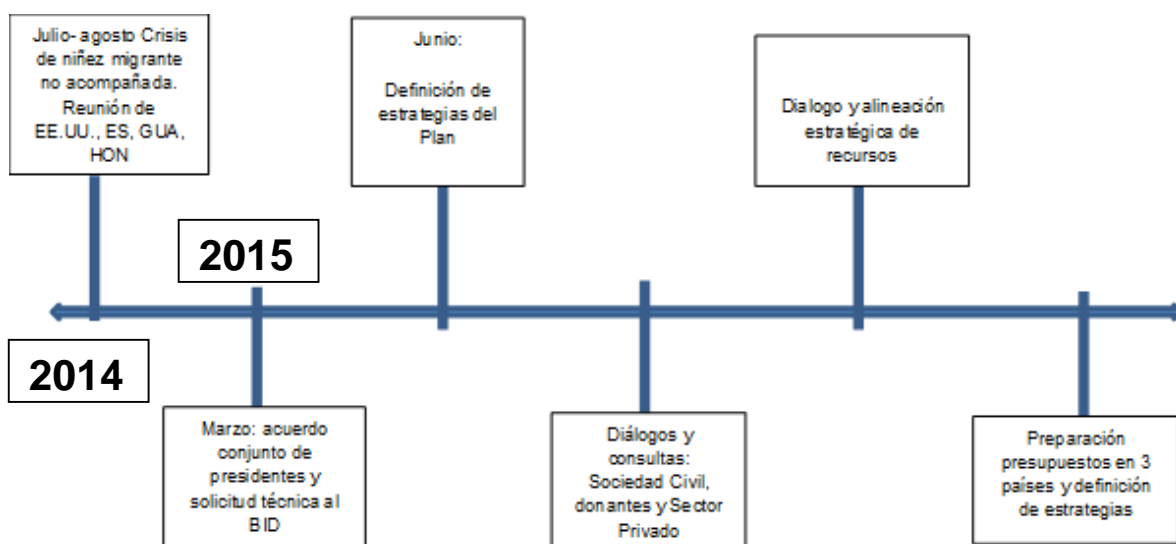 Julio- agosto Crisis
de niñez migrante
no acompañada.
Reunión de
EE.UU., ES, GUA,
HON
Junio:
Definición de
estrategias del
Plan
Dialogo y alineación
estratégica de
recursos
2015
2014
Marzo: acuerdo
conjunto de
presidentes y
solicitud técnica al
BID
Diálogos y
consultas:
Sociedad Civil,
donantes y Sector
Privado
Preparación
presupuestos en 3
países y definición
de estrategias